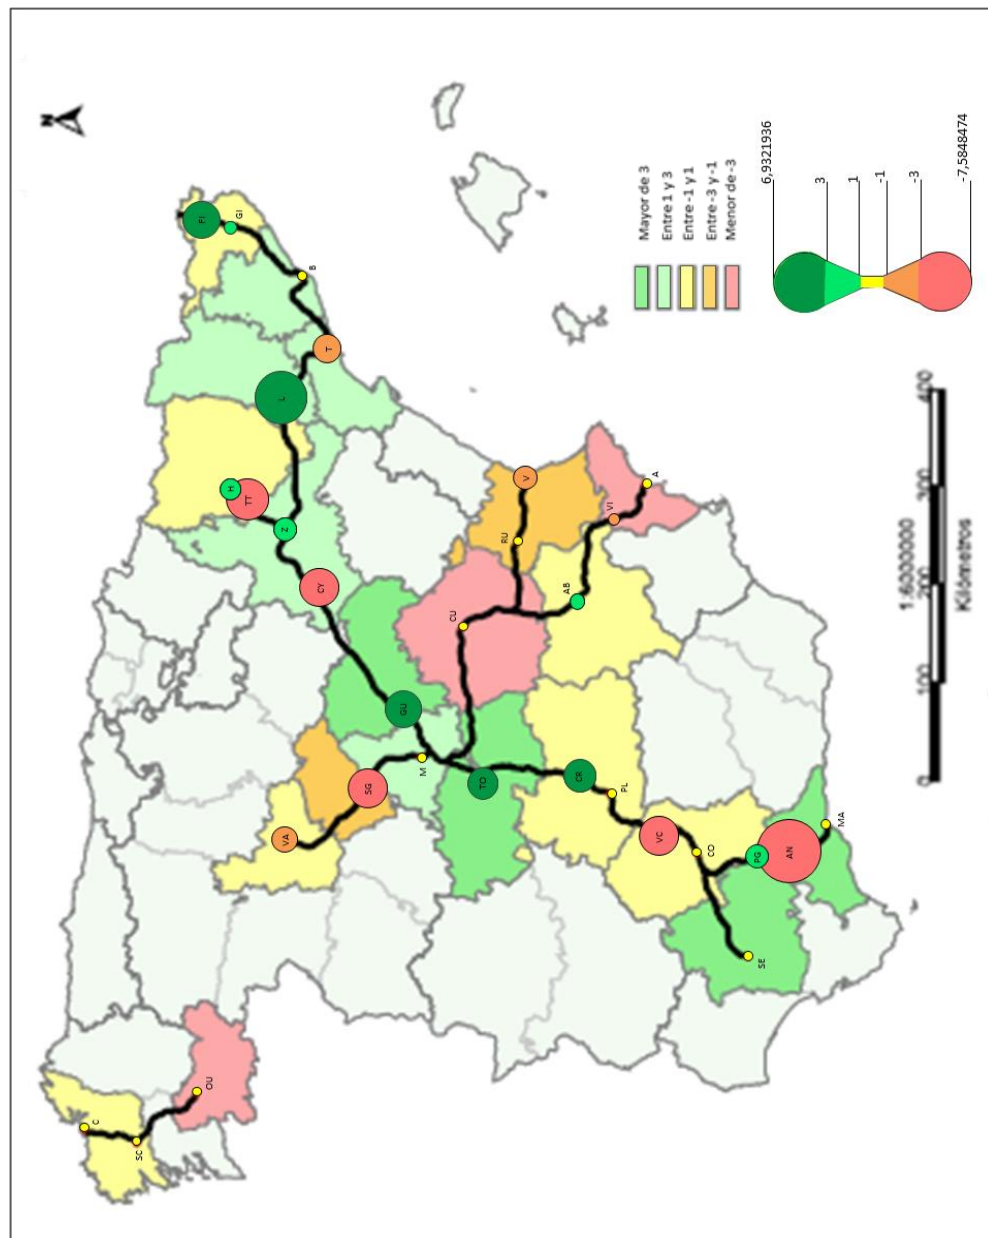 N
FI
GI
B
T
L
H
TT
Z
CY
GU
M
SG
VA
TO
CU
RU
V
AB
VI
A
CR
PL
VC
CO
PG
AN
MA
SE
C
SC
OU
Mayor de 3
Entre 1 y 3
Entre -1 y 1
Entre -3 y -1
Menor de -3
6,9321936
3
1
-1
-3
-7,5848474
1:6000000
0 100 200 300 400
Kilómetros